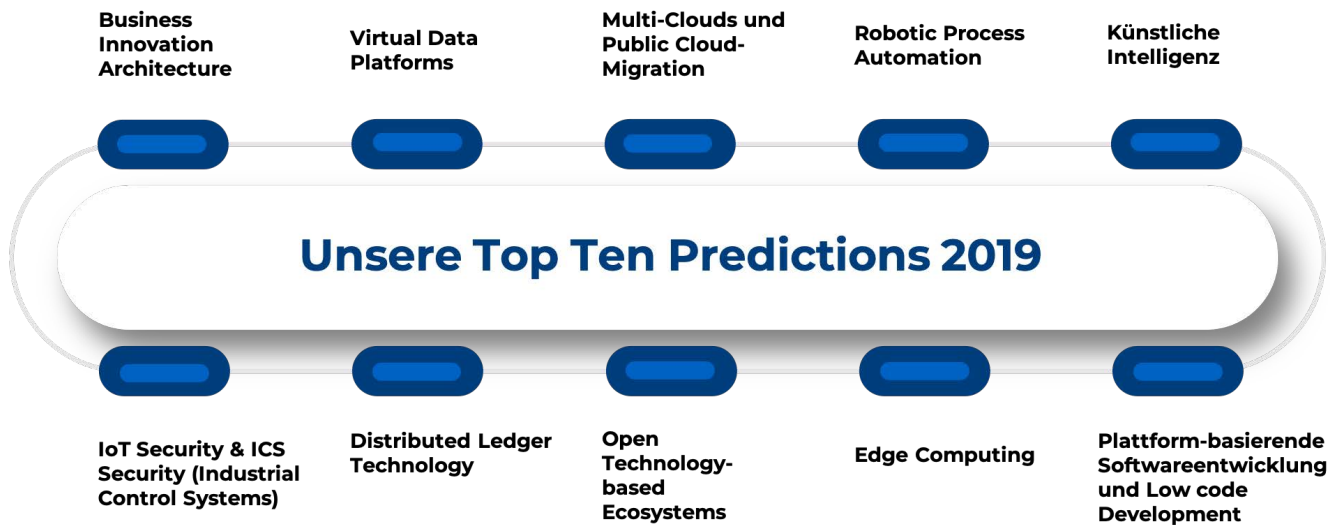 Business
Innovation
Architecture
Virtual Data
Platforms
Multi-Clouds und
Public Cloud-
Migration
Robotic Process
Automation
Künstliche
Intelligenz
Unsere Top Ten Predictions 2019
IoT Security & ICS
Security (Industrial
Control Systems)
Distributed Ledger
Technology
Open
Technology-
based
Ecosystems
Edge Computing
Plattform-basierende
Softwareentwicklung
und Low code
Development